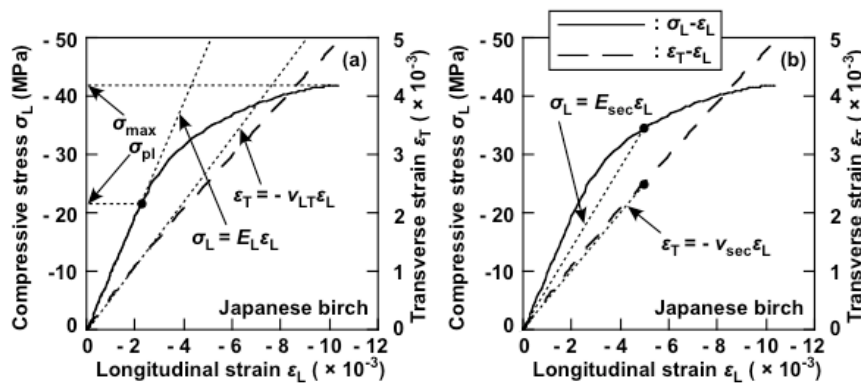 Compressive stress σL (MPa)
- 50
- 40
- 30
- 20
- 10
0
(a)
σmax
σpl
εT = - νLTεL
σL = ELεL
Japanese birch
5
4
3
2
1
0
Transverse strain εT ( × 10-3)
0 - 2 - 4 - 6 - 8 - 10 - 12
Longitudinal strain εL ( × 10-3)
: σL-εL
: εT-εL
Compressive stress σL (MPa)
- 50
- 40
- 30
- 20
- 10
0
(b)
σL = EsecεL
εT = - νsecεL
Japanese birch
5
4
3
2
1
0
Transverse strain εT ( × 10-3)
0 - 2 - 4 - 6 - 8 - 10 - 12
Longitudinal strain εL ( × 10-3)